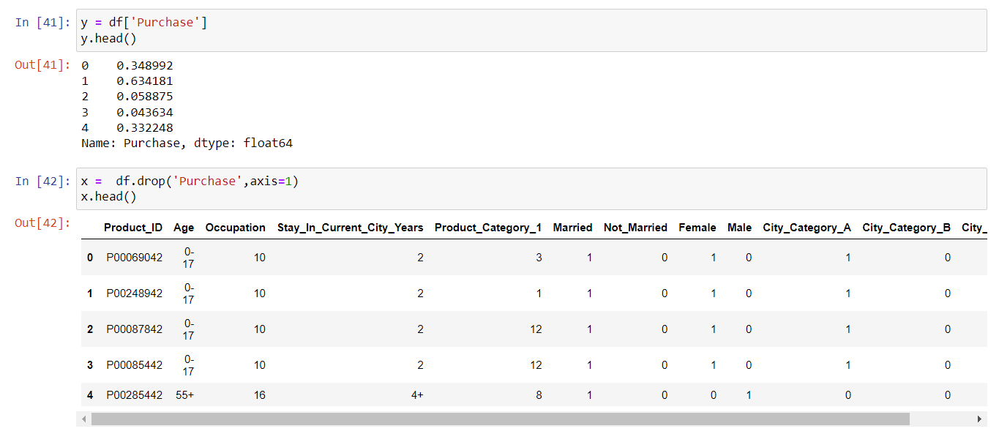 In [41]: y = df['Purchase']
y.head()
Out[41]: 0 0.348992
1 0.634181
2 0.058875
3 0.043634
4 0.332248
Name: Purchase, dtype: float64
In [42]: x =  df.drop('Purchase',axis=1)
x.head()
Out[42]:
Product_ID Age Occupation Stay_In_Current_City_Years Product_Category_1 Married Not_Married Female Male City_Category_A City_Category_B City_
0 P00069042 0-17 10 2 3 1 0 1 0 1 0
1 P00248942 0-17 10 2 1 1 0 1 0 1 0
2 P00087842 0-17 10 2 12 1 0 1 0 1 0
3 P00085442 0-17 10 2 12 1 0 1 0 1 0
4 P00285442 55+ 16 4+ 8 1 0 0 1 0 0